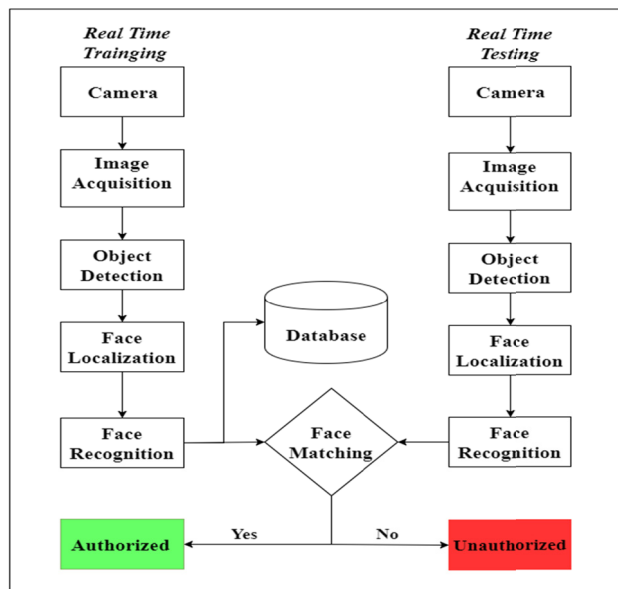 Real Time
Trainging
Camera
Image
Acquisition
Object
Detection
Face
Localization
Face
Recognition
Database
Face
Matching
Real Time
Testing
Camera
Image
Acquisition
Object
Detection
Face
Localization
Face
Recognition
Yes
No
Authorized
Unauthorized